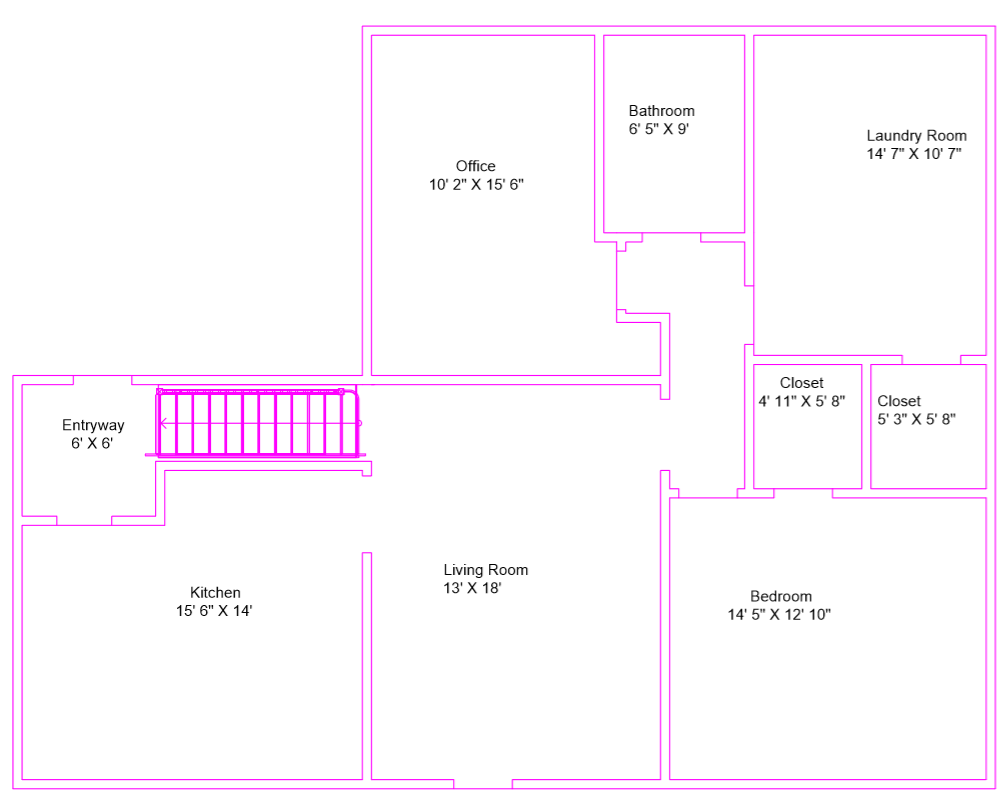 Bathroom
6' 5" X 9'
Laundry Room
14' 7" X 10' 7"
Office
10' 2" X 15' 6"
Closet
4' 11" X 5' 8"
Closet
5' 3" X 5' 8"
Entryway
6' X 6'
Living Room
13' X 18'
Kitchen
15' 6" X 14'
Bedroom
14' 5" X 12' 10"